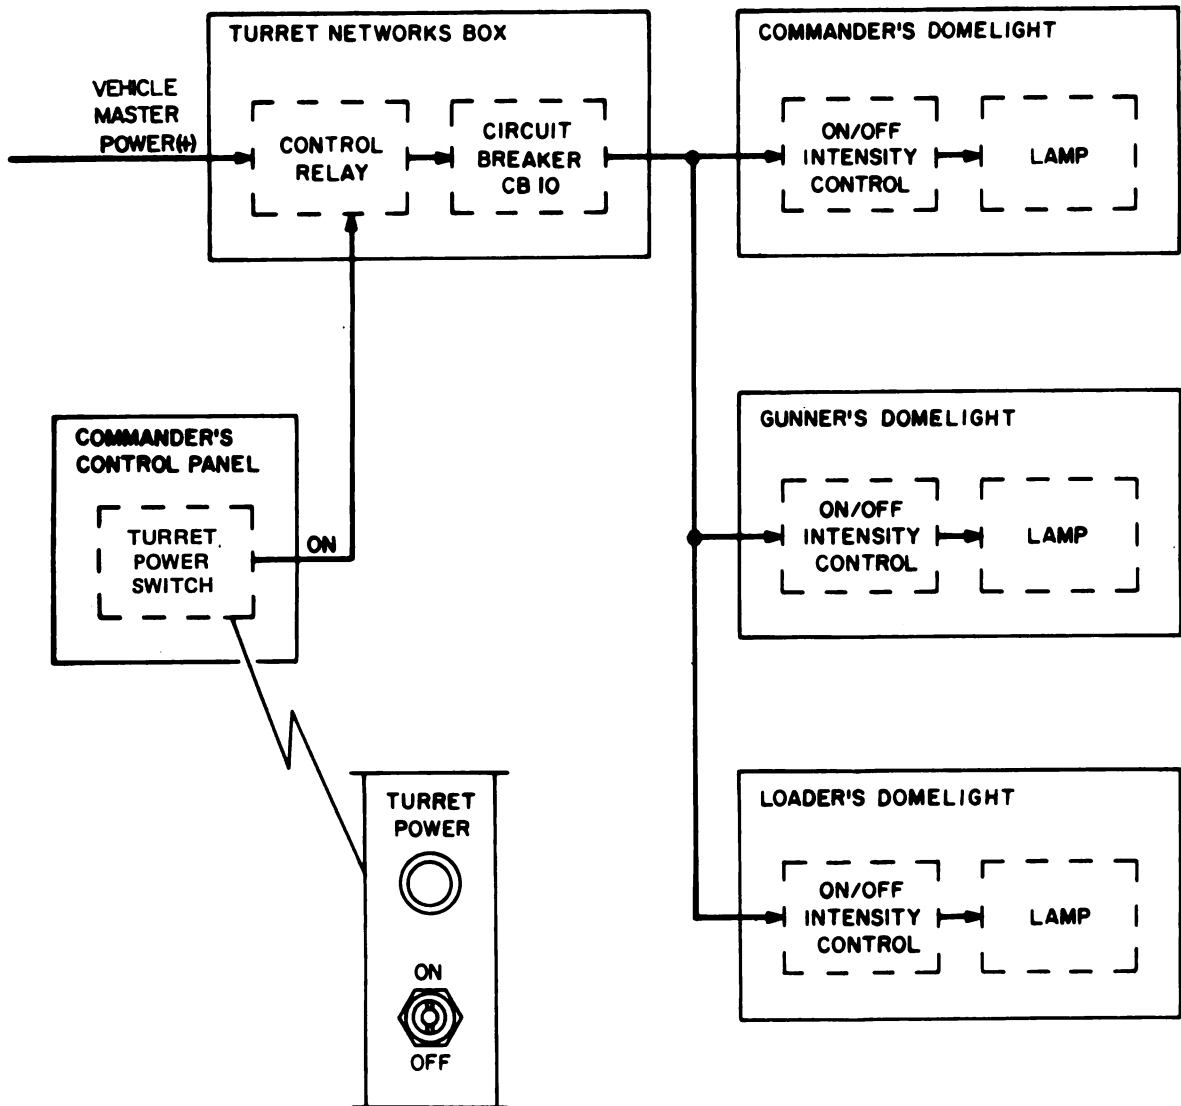 TURRET NETWORKS BOX
VEHICLE
MASTER
POWER(+)
CONTROL
RELAY
CIRCUIT
BREAKER
CB 10
COMMANDER'S DOMELIGHT
ON/OFF
INTENSITY
CONTROL
LAMP
COMMANDER'S
CONTROL PANEL
TURRET
POWER
SWITCH
ON
GUNNER'S DOMELIGHT
ON/OFF
INTENSITY
CONTROL
LAMP
TURRET
POWER
ON
OFF
LOADER'S DOMELIGHT
ON/OFF
INTENSITY
CONTROL
LAMP